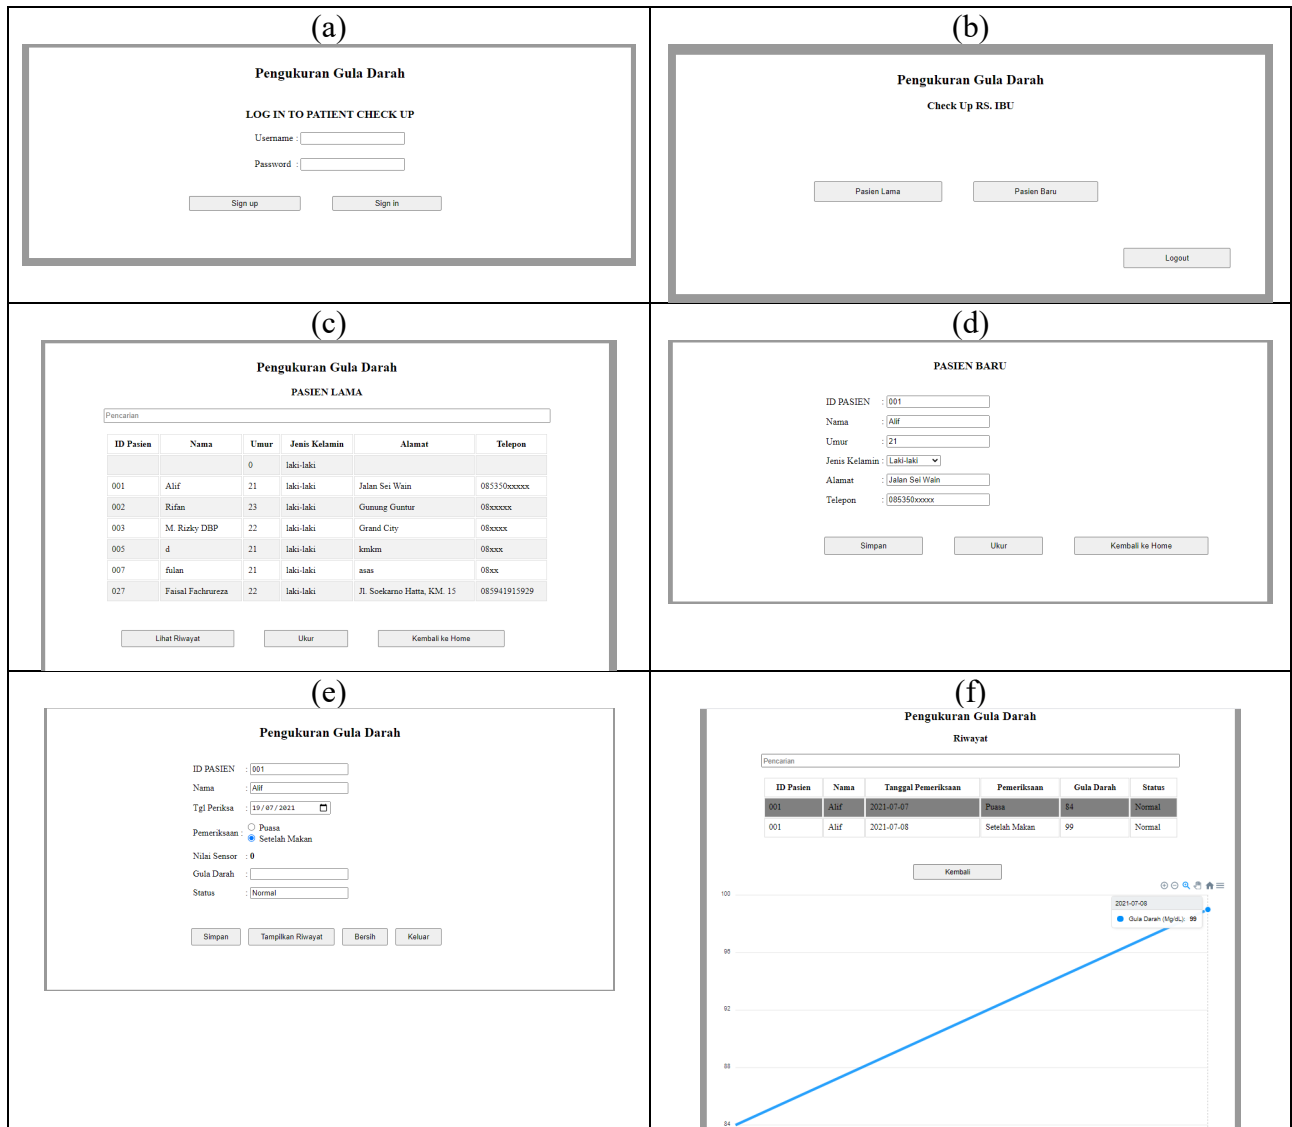 (a)
Pengukuran Gula Darah
LOG IN TO PATIENT CHECK UP
Username :
Password :
Sign up Sign in
(b)
Pengukuran Gula Darah
Check Up RS. IBU
Pasien Lama Pasien Baru
Logout
(c)
Pengukuran Gula Darah
PASIEN LAMA
Pencarian
ID Pasien Nama Umur Jenis Kelamin Alamat Telepon
0 laki-laki
001 Alif 21 laki-laki Jalan Sei Wain 085350xxxxx
002 Rifan 23 laki-laki Gunung Guntur 08xxxxx
003 M. Rizky DBP 22 laki-laki Grand City 08xxxx
005 d 21 laki-laki kmkm 08xxx
007 fulan 21 laki-laki asas 08xx
027 Faisal Fachrureza 22 laki-laki Jl. Soekarno Hatta, KM. 15 085941915929
Lihat Riwayat Ukur Kembali ke Home
(d)
PASIEN BARU
ID PASIEN : 001
Nama : Alif
Umur : 21
Jenis Kelamin : Laki-laki
Alamat : Jalan Sei Wain
Telepon : 085350xxxxx
Simpan Ukur Kembali ke Home
(e)
Pengukuran Gula Darah
ID PASIEN : 001
Nama : Alif
Tgl Periksa : 19/07/2021
Pemeriksaan : Puasa
Setelah Makan
Nilai Sensor : 0
Gula Darah :
Status : Normal
Simpan Tampilkan Riwayat Bersih Keluar
(f)
Pengukuran Gula Darah
Riwayat
Pencarian
ID Pasien Nama Tanggal Pemeriksaan Pemeriksaan Gula Darah Status
001 Alif 2021-07-07 Puasa 84 Normal
001 Alif 2021-07-08 Setelah Makan 99 Normal
Kembali
100
2021-07-08
Gula Darah (Mg/dL): 99
96
92
88
84